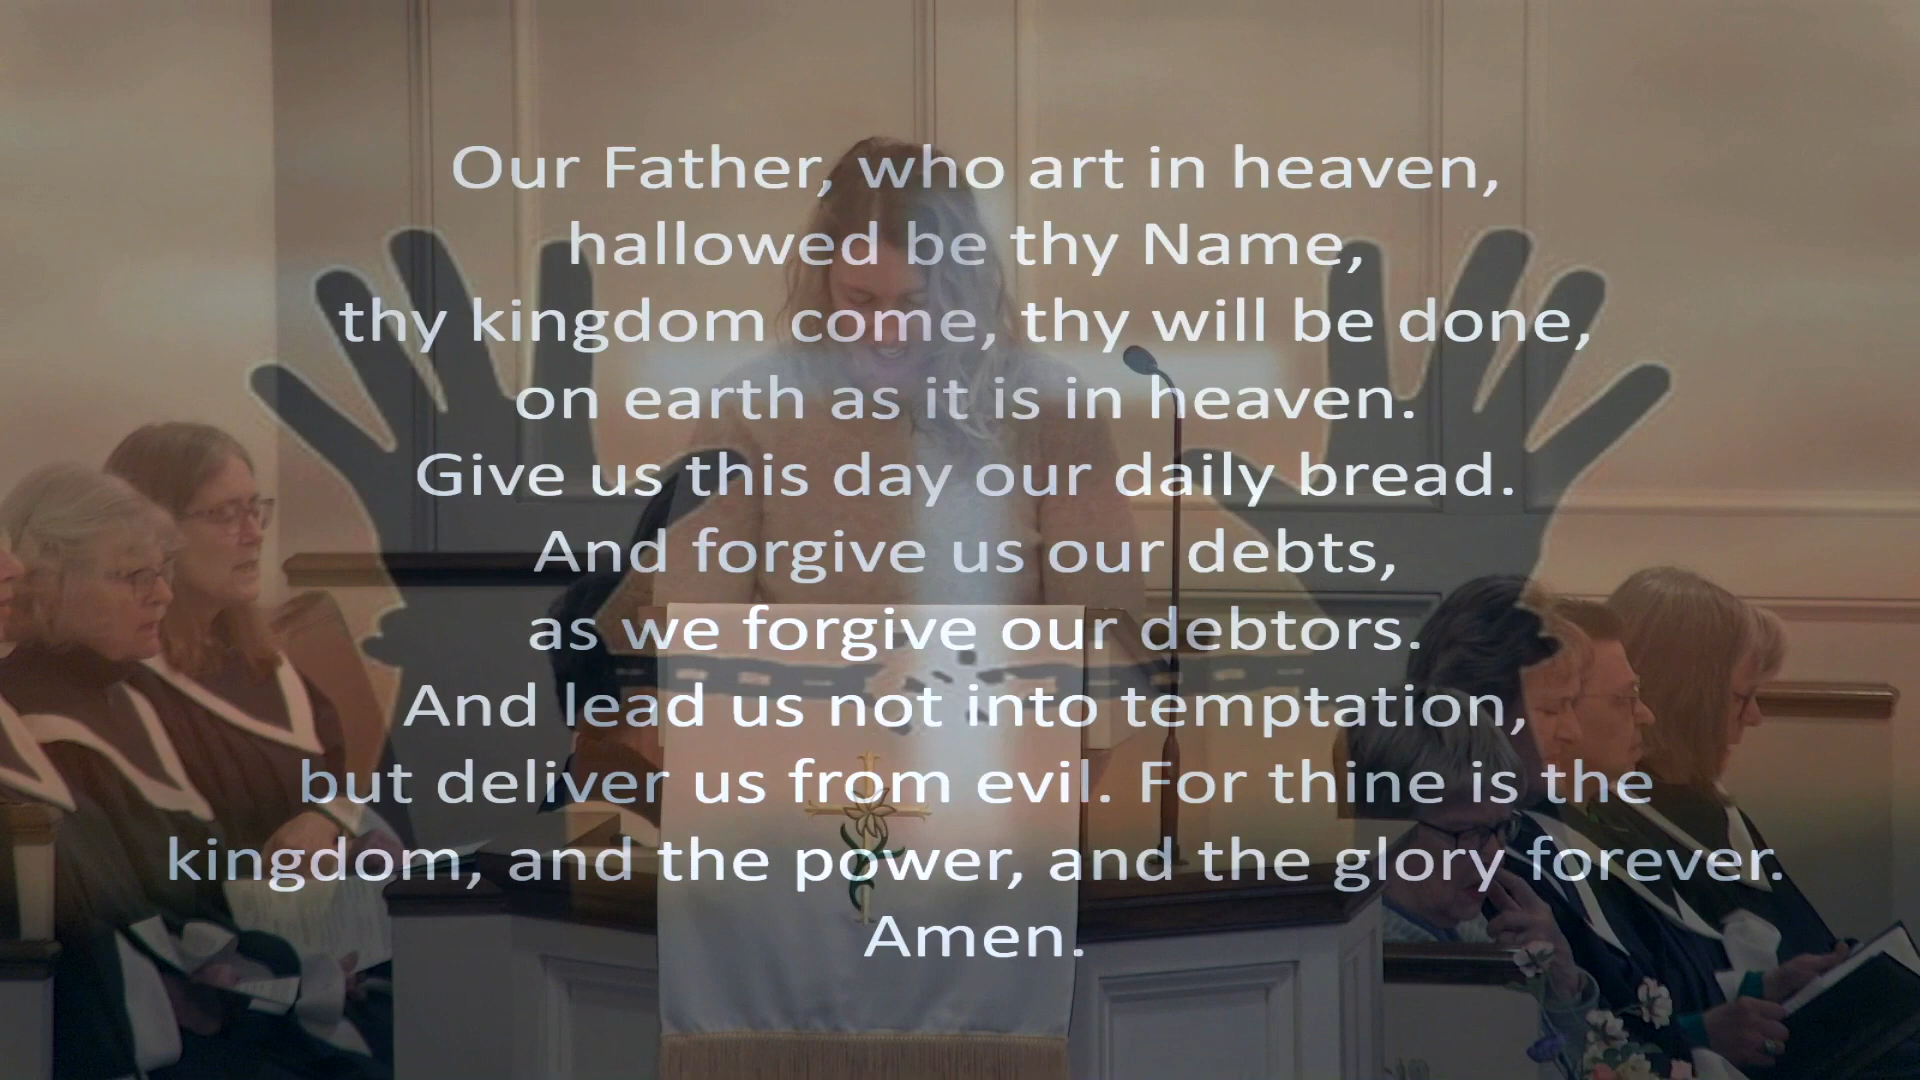 Our Father, who art in heaven,
hallowed be thy Name,
thy kingdom come, thy will be done,
on earth as it is in heaven.
Give us this day our daily bread.
And forgive us our debts,
as we forgive our debtors.
And lead us not into temptation,
but deliver us from evil. For thine is the
kingdom, and the power, and the glory forever.
Amen.